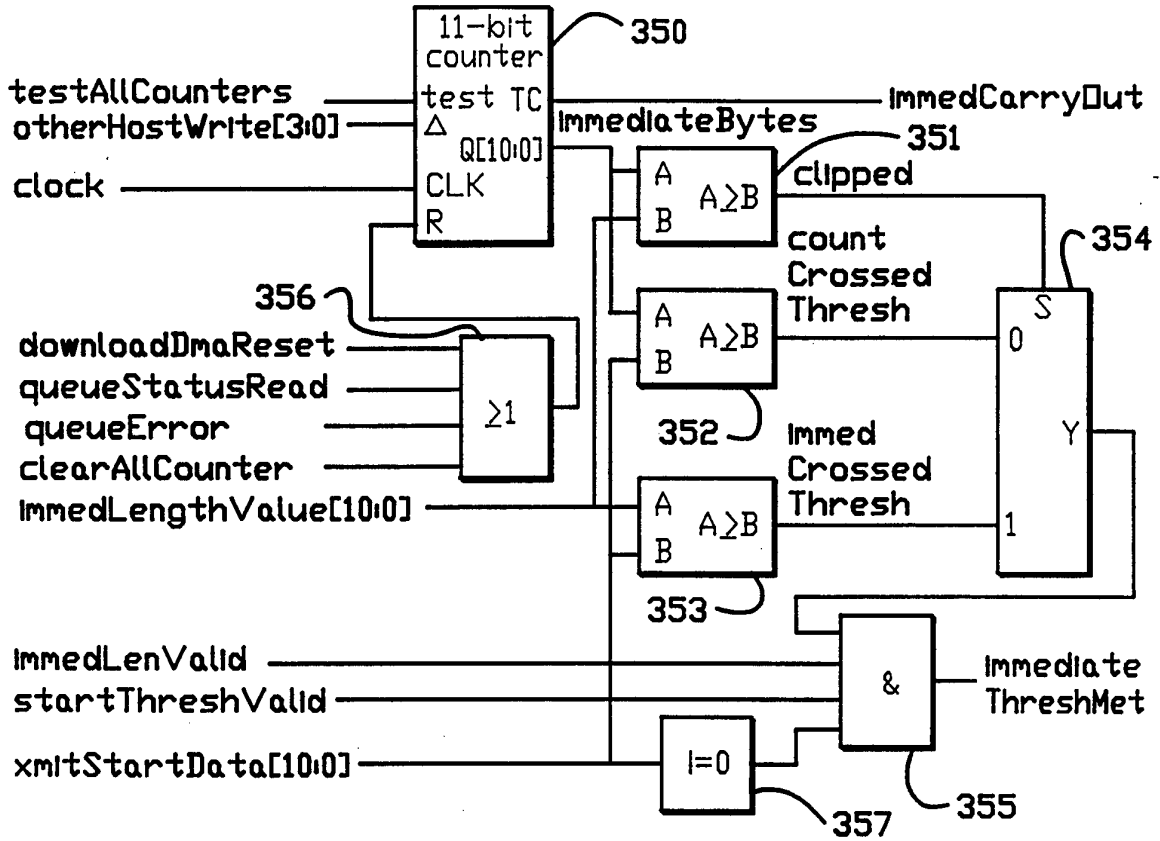 11-bit
counter
350
testAllCounters
test TC
ImmedCarryOut
otherHostWrite[3:0]
Δ
ImmediateBytes
Q[10:0]
351
clock
CLK
A
A≥B
B
clipped
R
354
count
Crossed
Thresh
356
S
A
A≥B
B
0
downloadDmaReset
queueStatusRead
≥1
queueError
352
Immed
Crossed
Thresh
Y
clearAllCounter
ImmedLengthValue[10:0]
A
A≥B
B
1
353
ImmedLenValid
&
Immediate
ThreshMet
startThreshValid
xmitStartData[10:0]
!=0
355
357